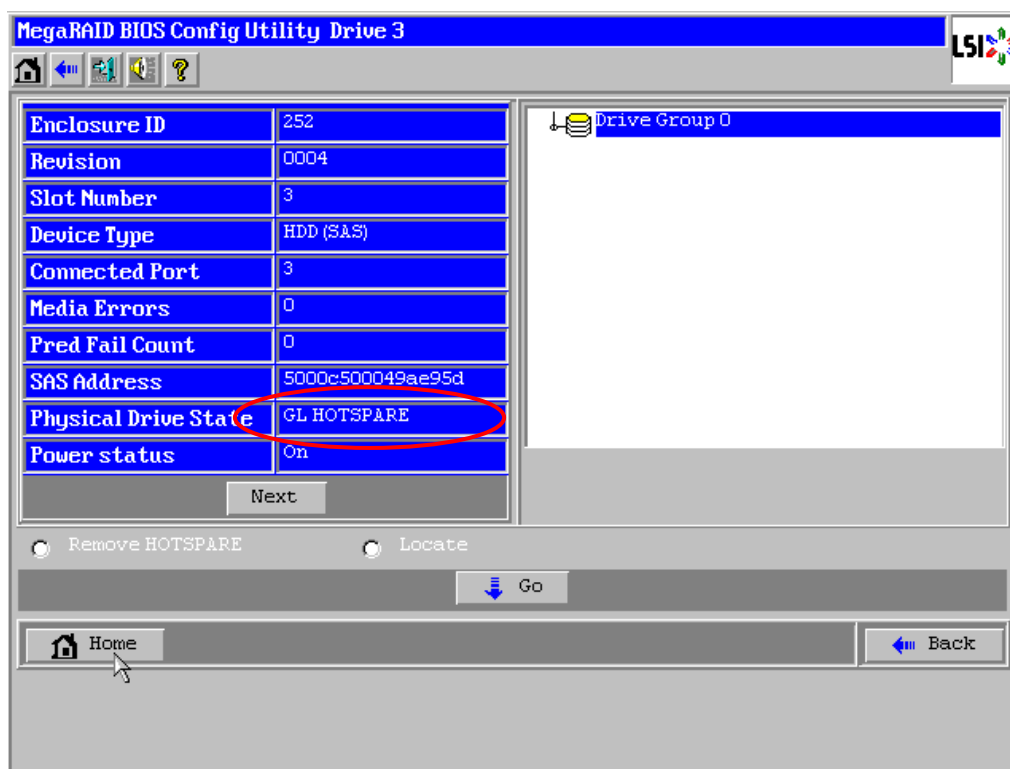 MegaRAID BIOS Config Utility Drive 3
LSI
?
Enclosure ID 252
Drive Group 0
Revision 0004
Slot Number 3
Device Type HDD (SAS)
Connected Port 3
Media Errors 0
Pred Fail Count 0
SAS Address 5000c500049ae95d
Physical Drive State GL HOTSPARE
Power status On
Next
Remove HOTSPARE Locate
Go
Home Back